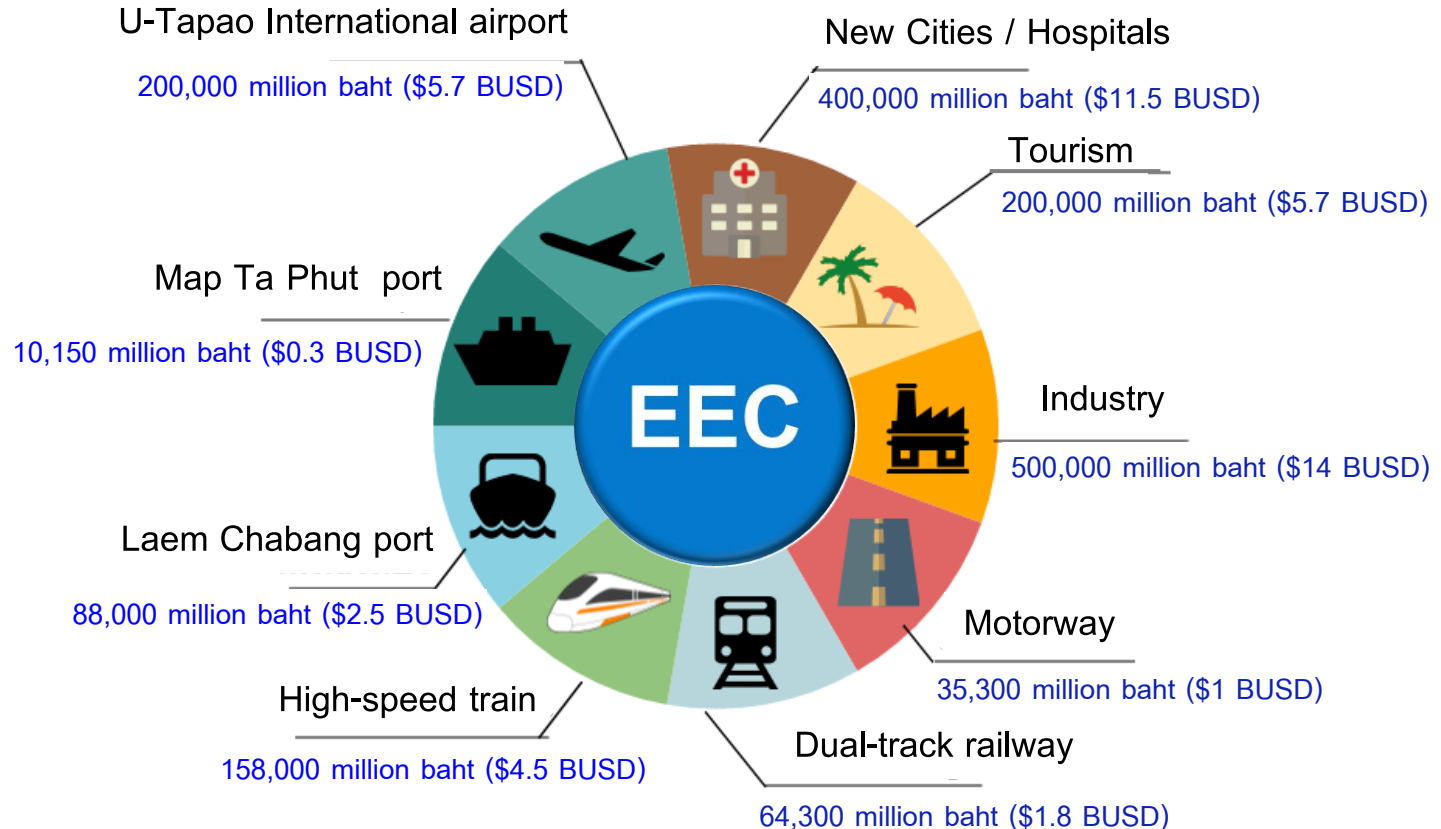 U-Tapao International airport
200,000 million baht ($5.7 BUSD)
New Cities / Hospitals
400,000 million baht ($11.5 BUSD)
Tourism
200,000 million baht ($5.7 BUSD)
Map Ta Phut port
10,150 million baht ($0.3 BUSD)
EEC
Industry
500,000 million baht ($14 BUSD)
Laem Chabang port
88,000 million baht ($2.5 BUSD)
Motorway
35,300 million baht ($1 BUSD)
High-speed train
158,000 million baht ($4.5 BUSD)
Dual-track railway
64,300 million baht ($1.8 BUSD)